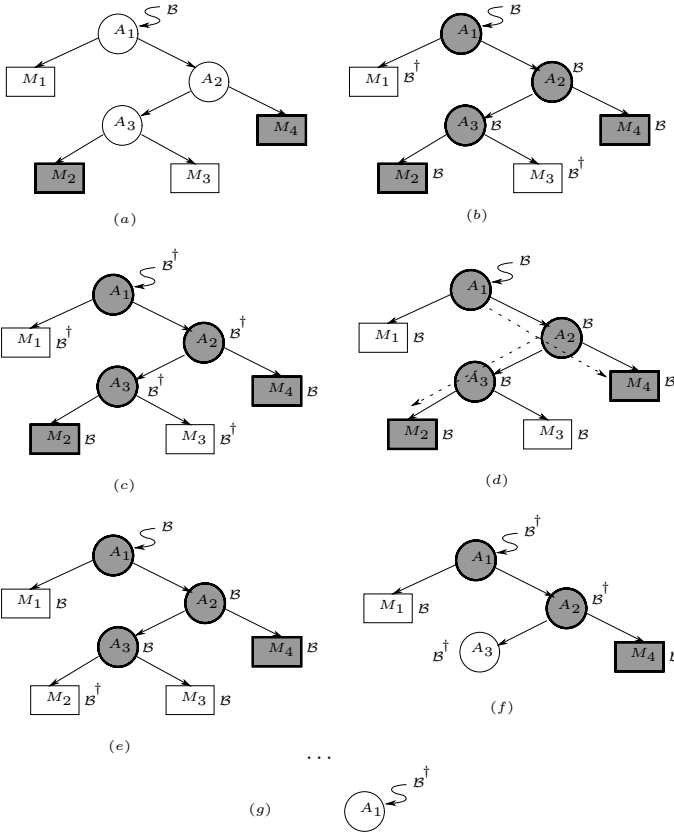 B
A1
M1
A2
A3
M4
M2
M3
(a)
B
A1
M1 B†
A2 B
A3 B
M4 B
M2 B
M3 B†
(b)
B†
A1
M1 B†
A2 B†
A3 B†
M4 B
M2 B
M3 B†
(c)
B
A1
M1 B
A2 B
A3 B
M4 B
M2 B
M3 B
(d)
B
A1
M1 B
A2 B
A3 B
M4 B
M2 B†
M3 B
(e)
B†
A1
M1 B
A2 B†
B† A3
M4 B
(f)
...
B†
(g) A1